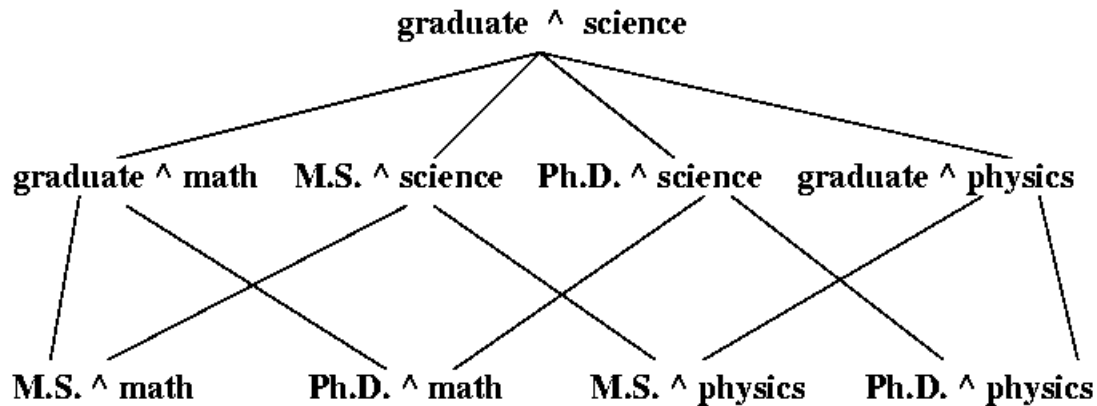 graduate ^ science
graduate ^ math M.S. ^ science Ph.D. ^ science graduate ^ physics
M.S. ^ math Ph.D. ^ math M.S. ^ physics Ph.D. ^ physics